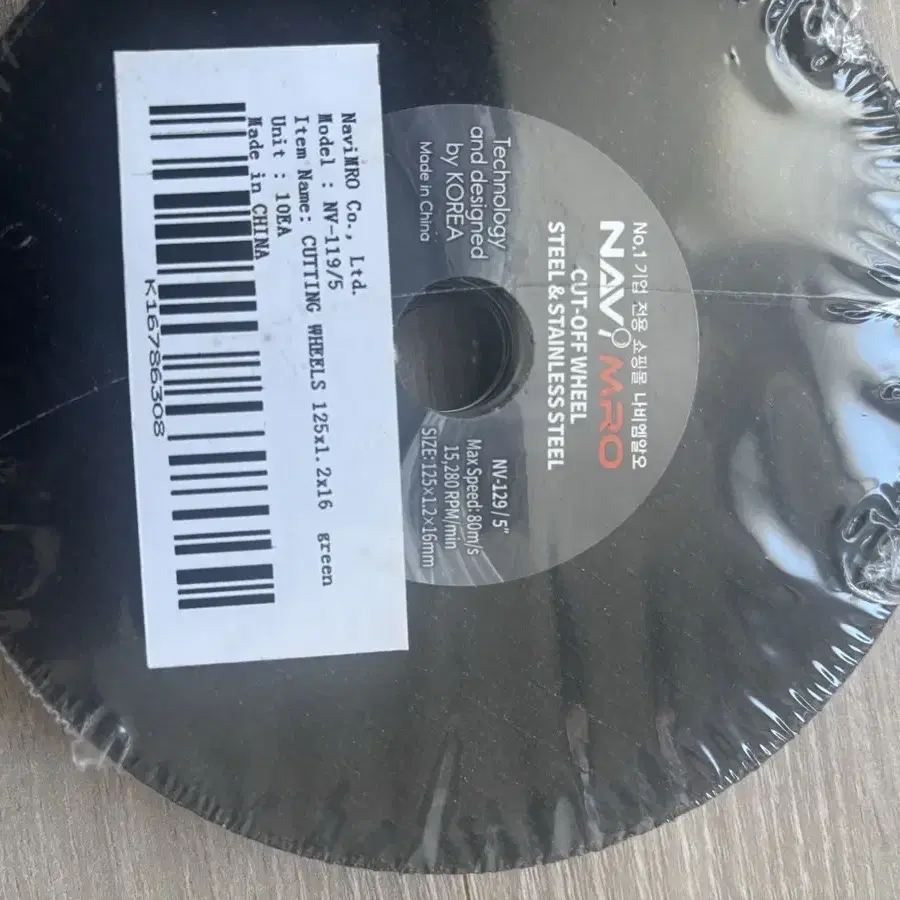 NaviMRO Co., Ltd.
Model : NV-119/5
Item Name: CUTTING WHEELS 125x1.2x16 green
Unit : 10EA
Made in CHINA
K16786308
No.1 기업 전용 쇼핑몰 나비엠알오
NAVi MRO
CUT-OFF WHEEL
STEEL & STAINLESS STEEL
Technology
and designed
by KOREA
Made in China
NV-129 / 5"
Max Speed: 80m/s
15,280 RPM/min
SIZE: 125×1.2×16mm